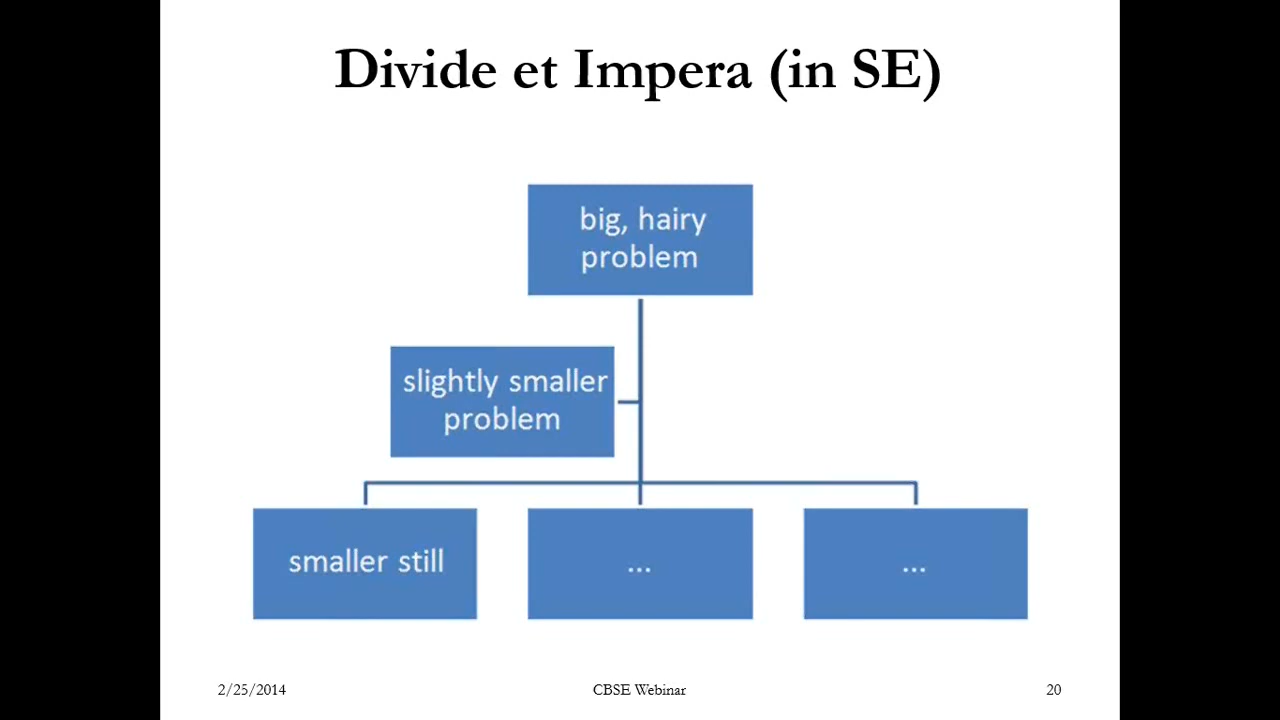 Divide et Impera (in SE)
big, hairy
problem
slightly smaller
problem
smaller still
...
...
2/25/2014
CBSE Webinar
20